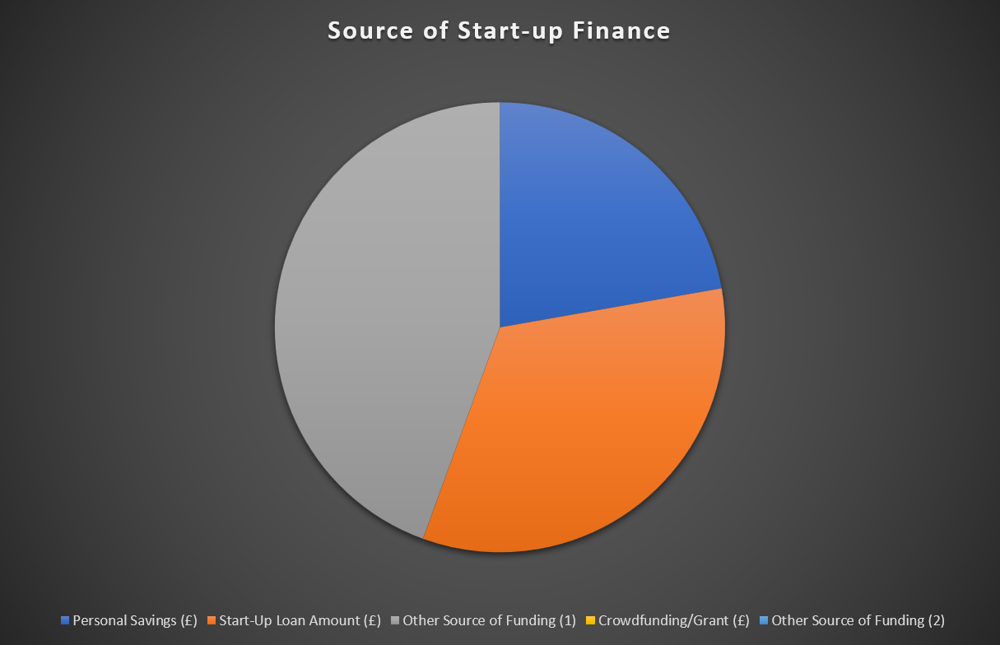 Source of Start-up Finance
Personal Savings (£) Start-Up Loan Amount (£) Other Source of Funding (1) Crowdfunding/Grant (£) Other Source of Funding (2)